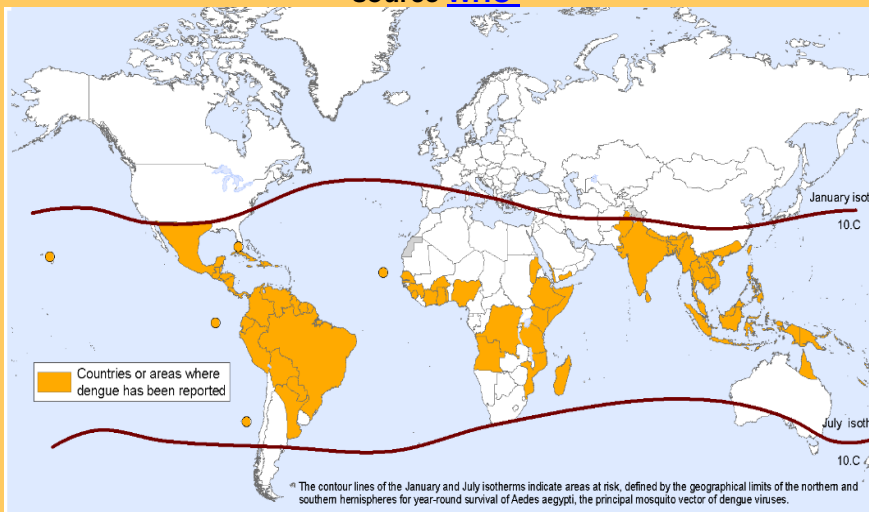 source WHO
January isot
10.C
Countries or areas where
dengue has been reported
July isoth
10.C
The contour lines of the January and July isotherms indicate areas at risk, defined by the geographical limits of the northern and
southern hemispheres for year-round survival of Aedes aegypti, the principal mosquito vector of dengue viruses.